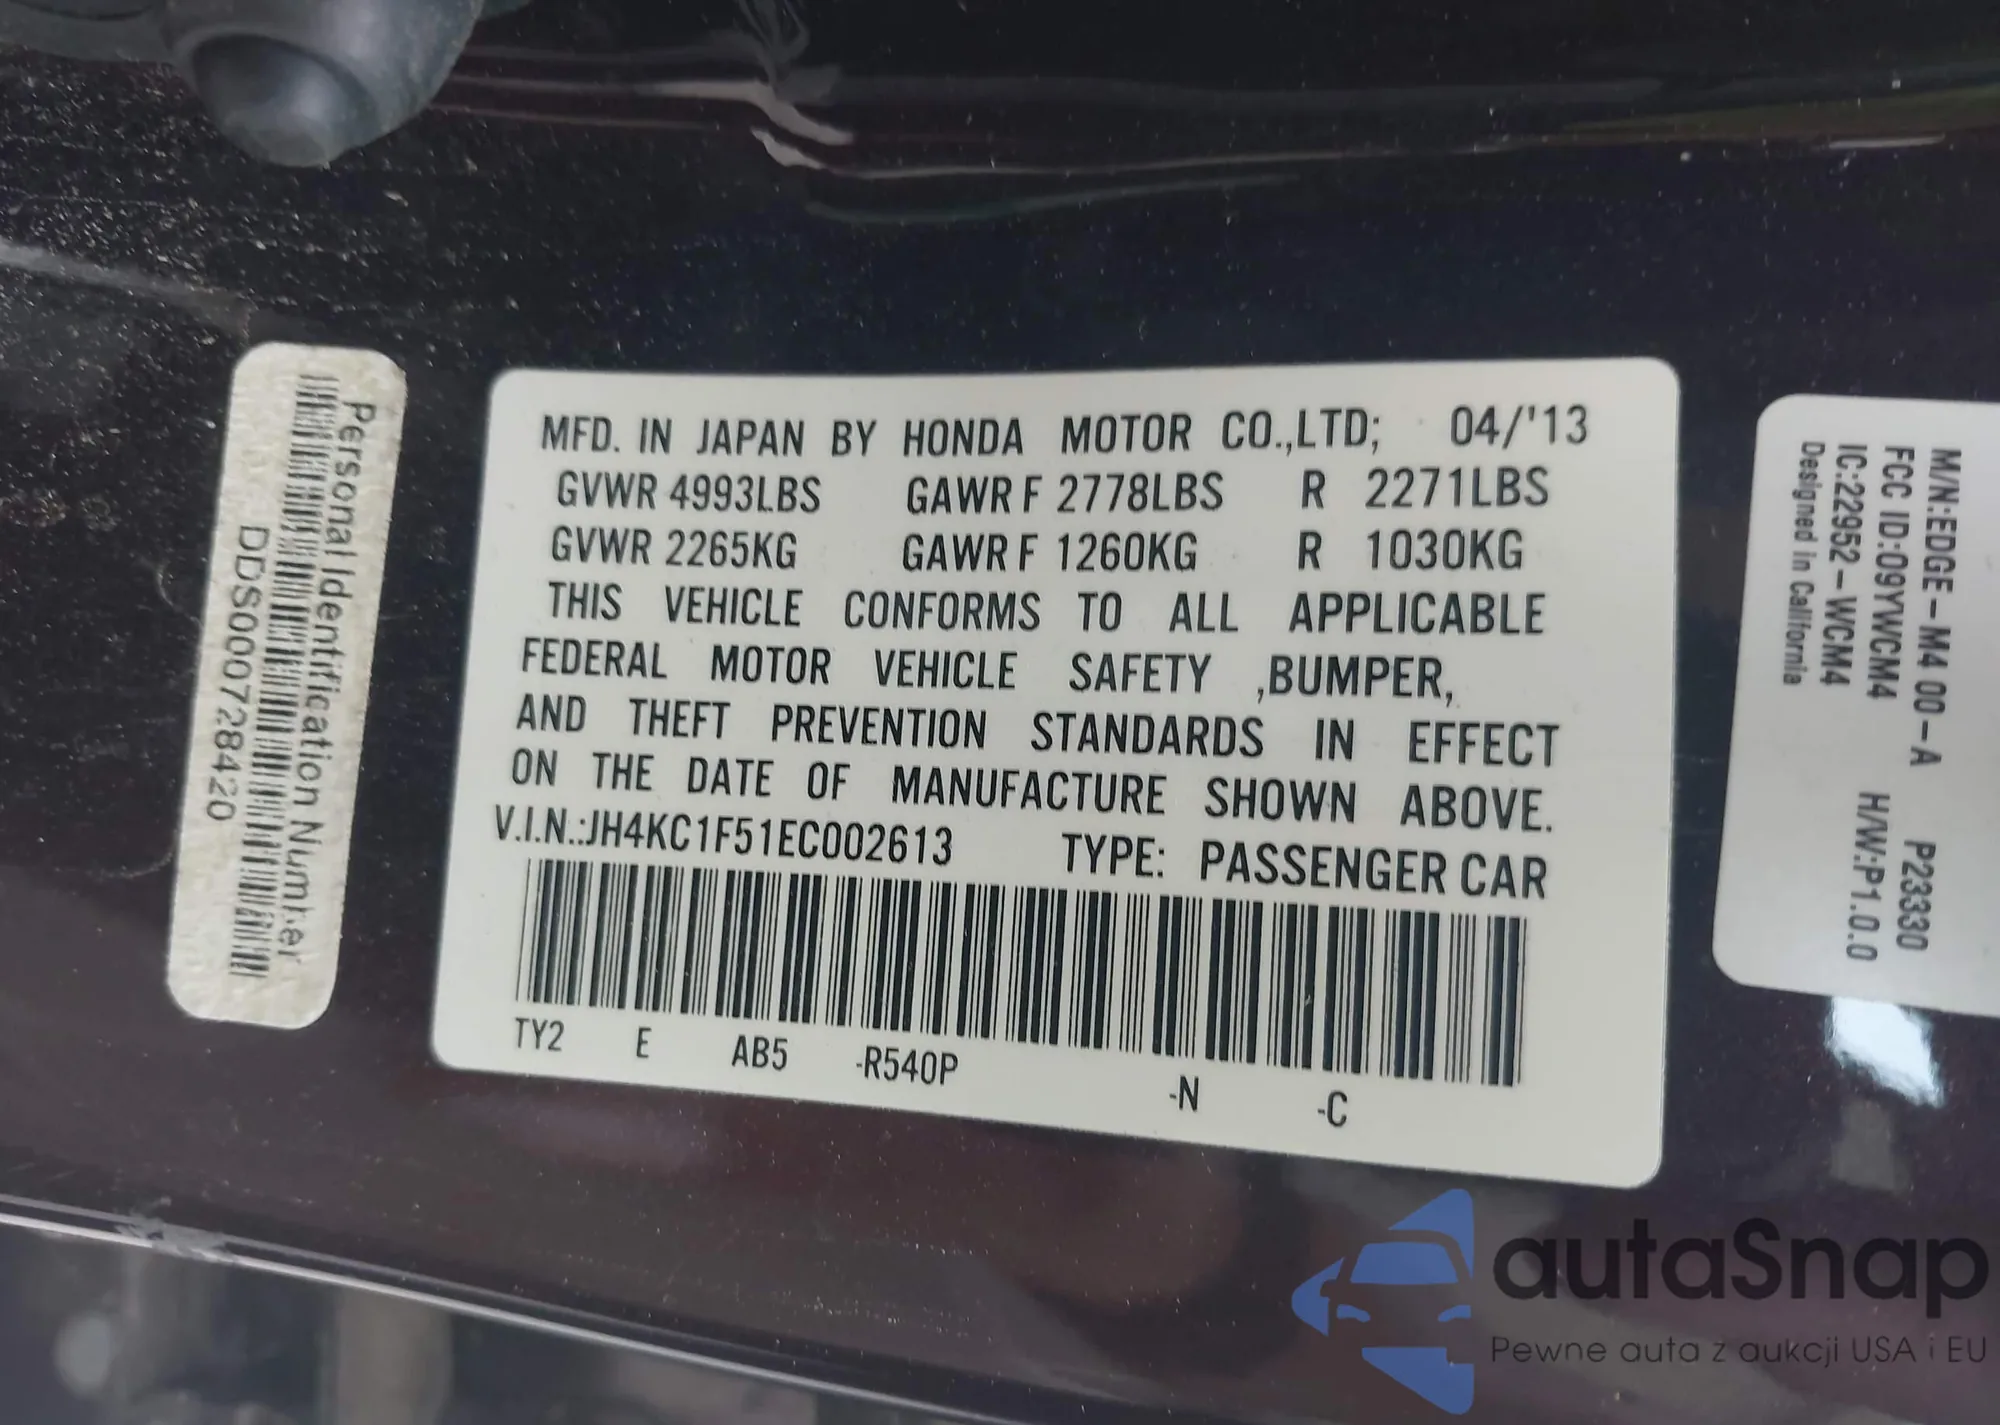 Personal Identification Number
DDS000728420
MFD. IN JAPAN BY HONDA MOTOR CO.,LTD; 04/'13
GVWR 4993LBS GAWR F 2778LBS R 2271LBS
GVWR 2265KG GAWR F 1260KG R 1030KG
THIS VEHICLE CONFORMS TO ALL APPLICABLE
FEDERAL MOTOR VEHICLE SAFETY ,BUMPER,
AND THEFT PREVENTION STANDARDS IN EFFECT
ON THE DATE OF MANUFACTURE SHOWN ABOVE.
V.I.N.:JH4KC1F51EC002613 TYPE: PASSENGER CAR
TY2 E AB5 -R540P -N -C
M/N:EDGE-M4 00-A P23330
FCC ID:09YWCM4 H/W:P1.0.0
IC:22952-WCM4
Designed in California
autaSnap
Pewne auta z aukcji USA i EU